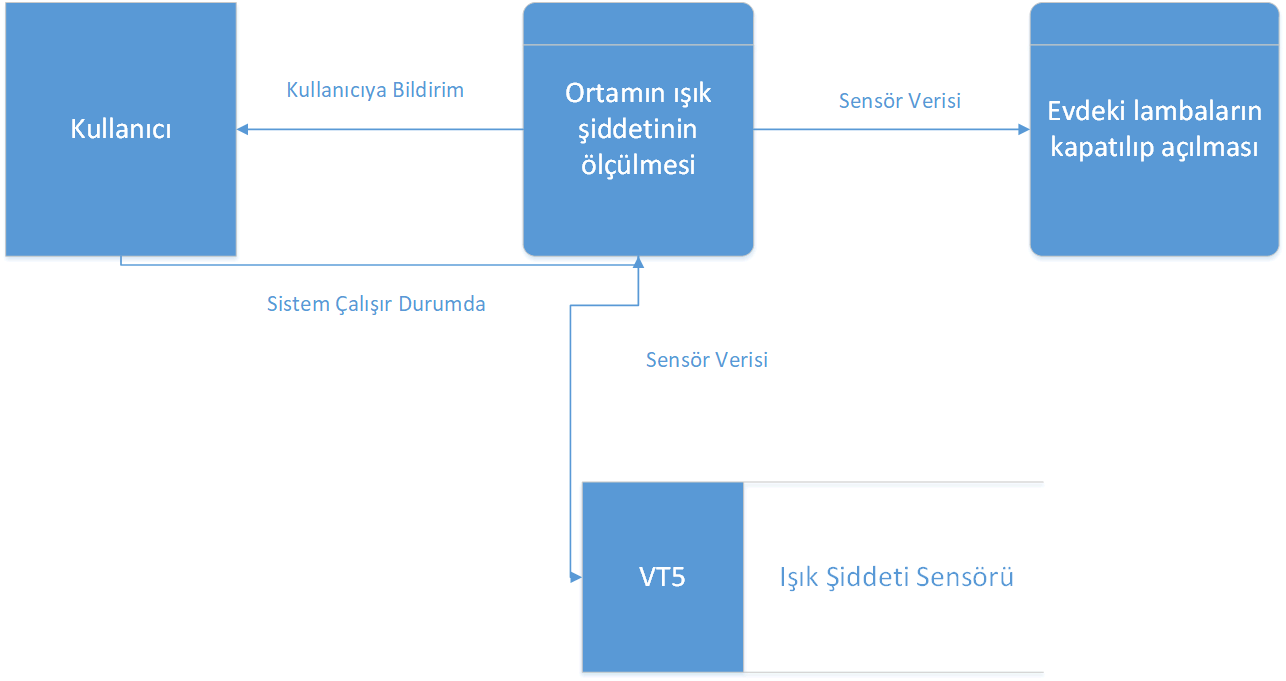 Kullanıcı
Kullanıcıya Bildirim
Ortamın ışık
şiddetinin
ölçülmesi
Sensör Verisi
Evdeki lambaların
kapatılıp açılması
Sistem Çalışır Durumda
Sensör Verisi
VT5
Işık Şiddeti Sensörü